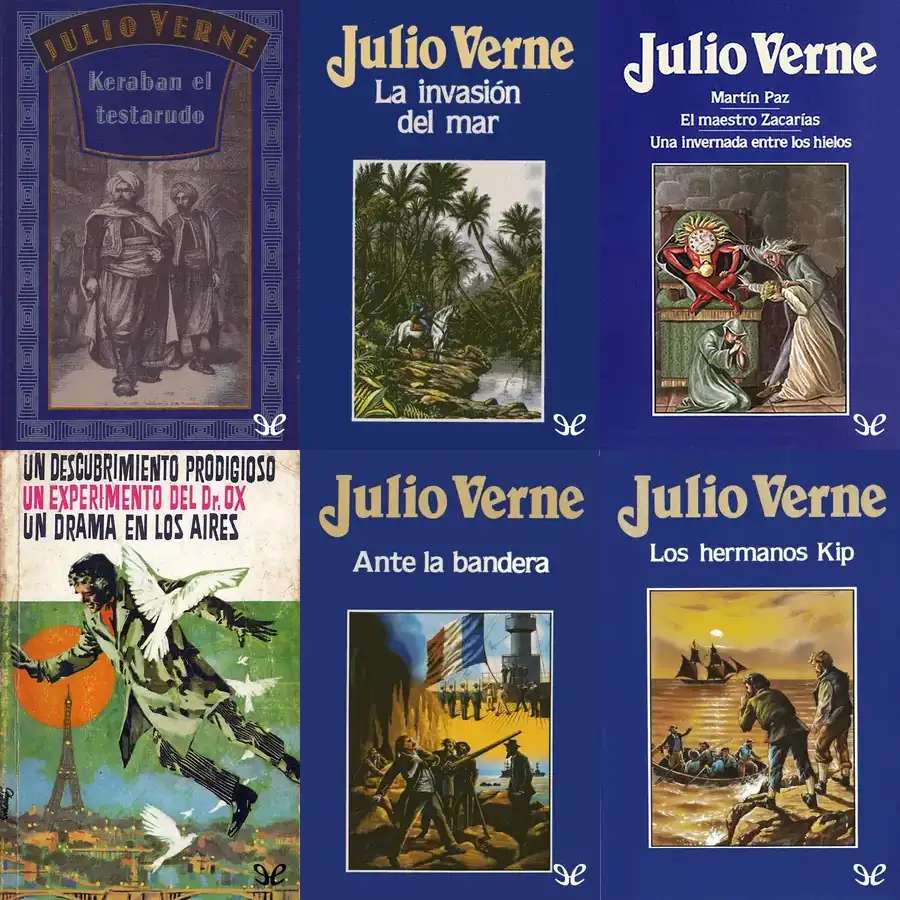 JULIO VERNE
Keraban el
testarudo
Julio Verne
La invasión
del mar
Julio Verne
Martín Paz
El maestro Zacarías
Una invernada entre los hielos
UN DESCUBRIMIENTO PRODIGIOSO
UN EXPERIMENTO DEL Dr. OX
UN DRAMA EN LOS AIRES
Julio Verne
Ante la bandera
Julio Verne
Los hermanos Kip